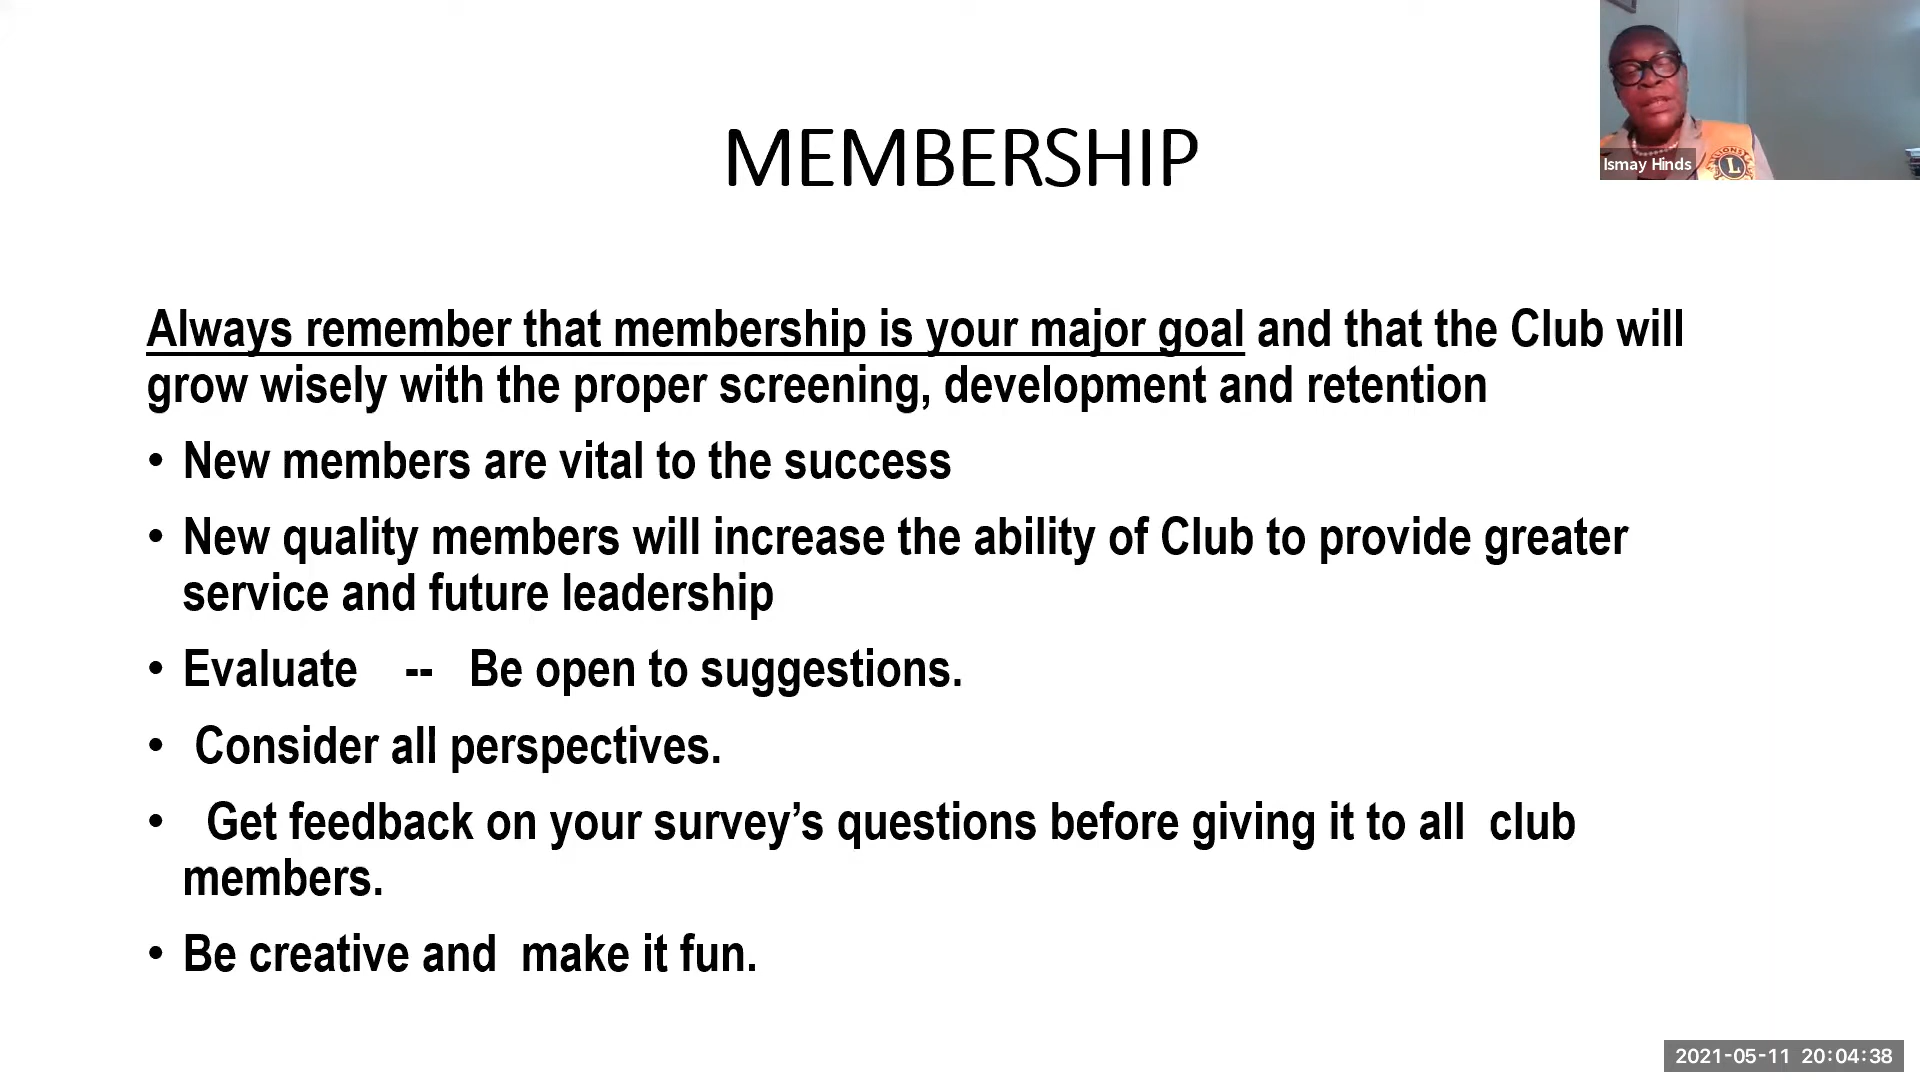 MEMBERSHIP
Ismay Hinds
LIONS
L
Always remember that membership is your major goal and that the Club will
grow wisely with the proper screening, development and retention
• New members are vital to the success
• New quality members will increase the ability of Club to provide greater
service and future leadership
• Evaluate -- Be open to suggestions.
• Consider all perspectives.
• Get feedback on your survey’s questions before giving it to all club
members.
• Be creative and make it fun.
2021-05-11 20:04:38